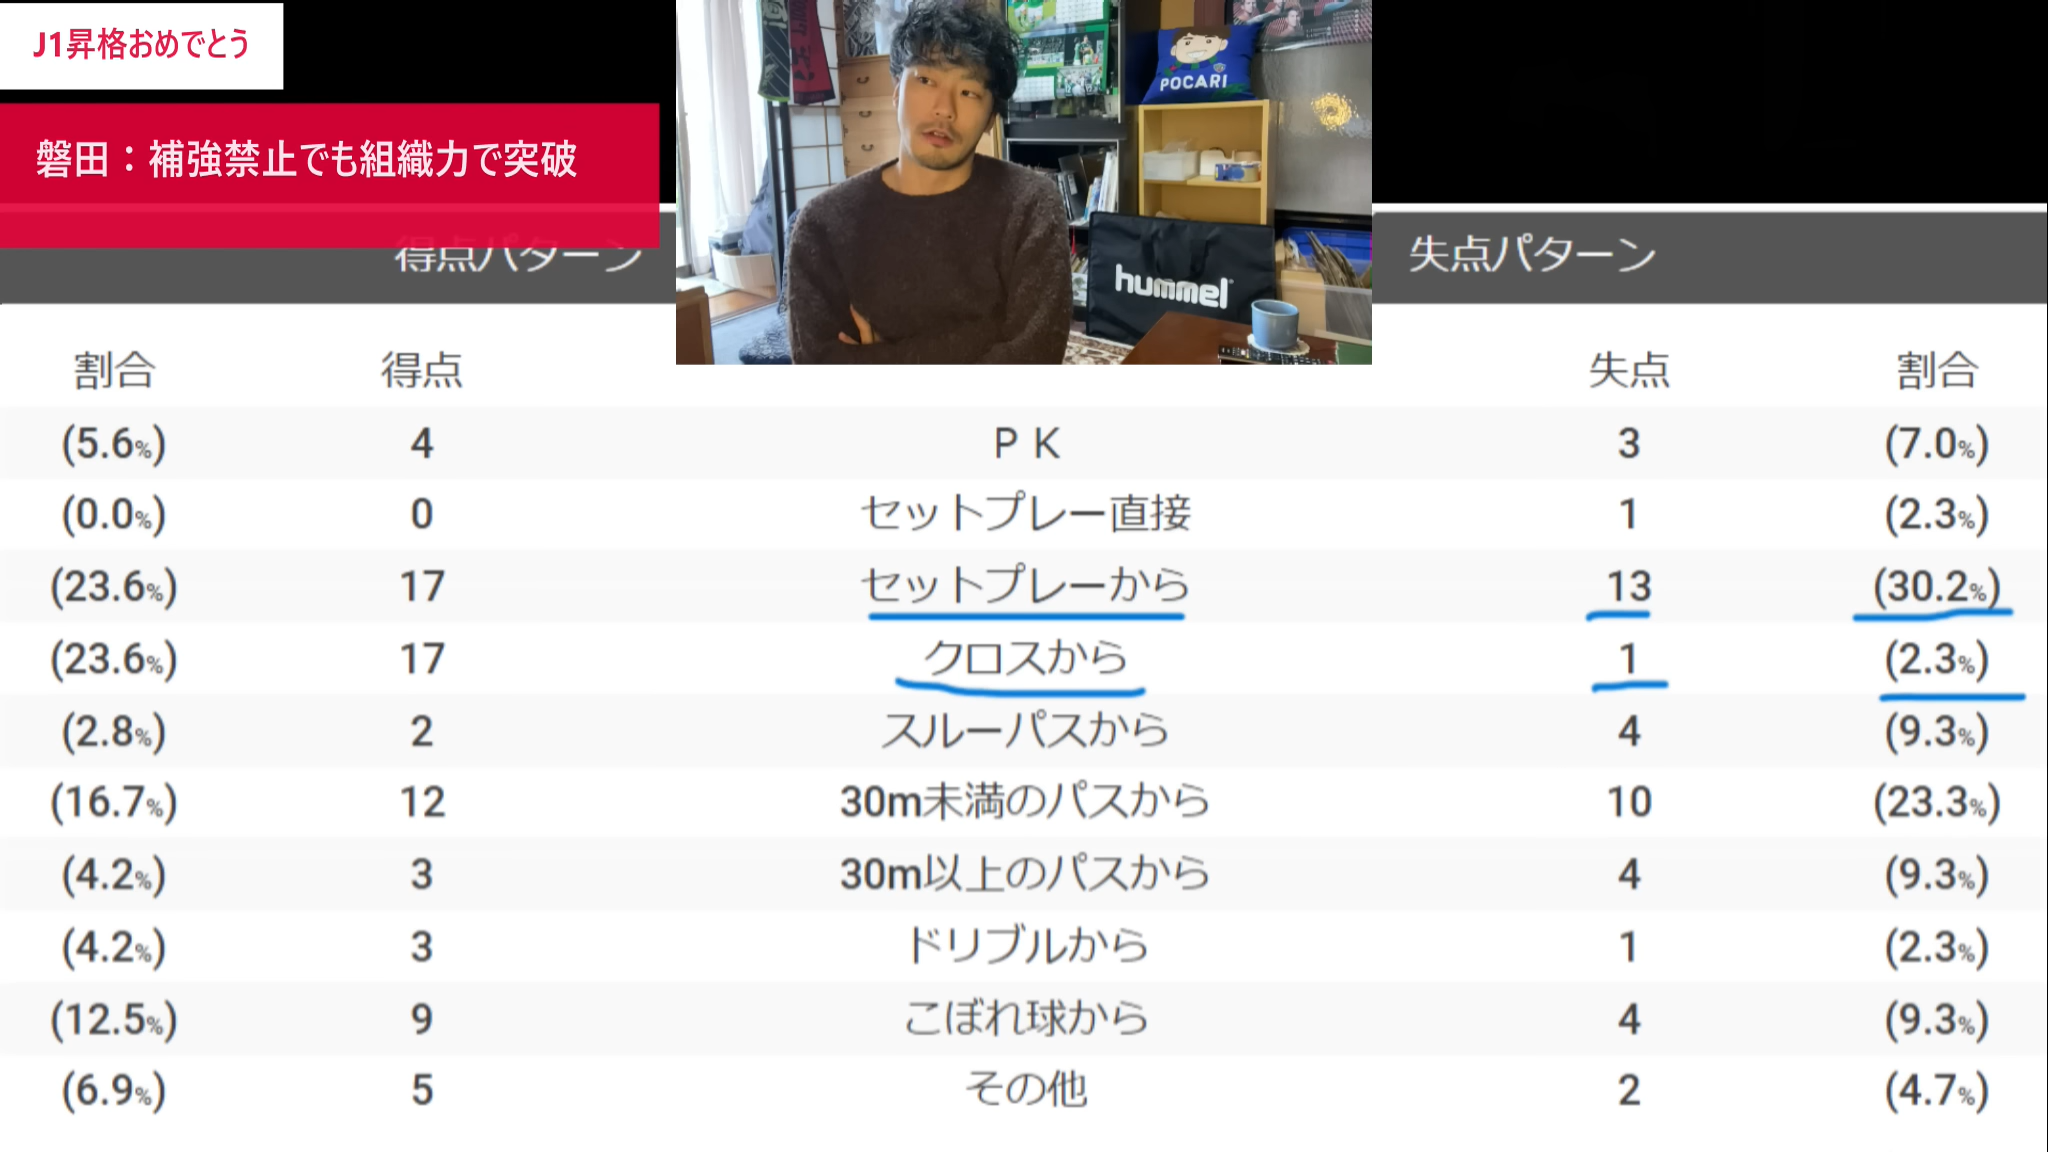 J1昇格おめでとう
磐田：補強禁止でも組織力で突破
POCARI
hummel
得点パターン 失点パターン
割合 得点 失点 割合
(5.6%) 4 ＰＫ 3 (7.0%)
(0.0%) 0 セットプレー直接 1 (2.3%)
(23.6%) 17 セットプレーから 13 (30.2%)
(23.6%) 17 クロスから 1 (2.3%)
(2.8%) 2 スルーパスから 4 (9.3%)
(16.7%) 12 30m未満のパスから 10 (23.3%)
(4.2%) 3 30m以上のパスから 4 (9.3%)
(4.2%) 3 ドリブルから 1 (2.3%)
(12.5%) 9 こぼれ球から 4 (9.3%)
(6.9%) 5 その他 2 (4.7%)